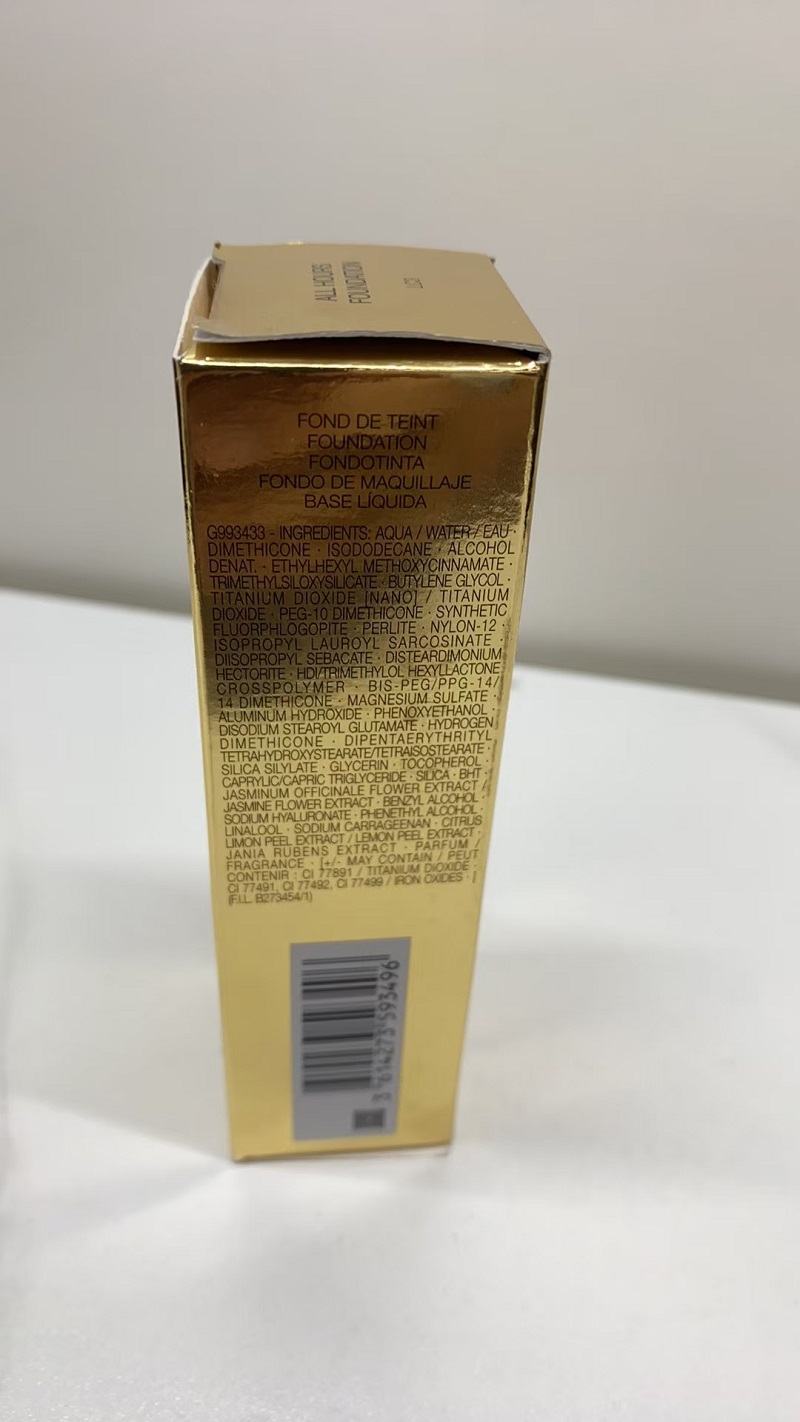 ALL HOURS
FOUNDATION
FOND DE TEINT
FOUNDATION
FONDOTINTA
FONDO DE MAQUILLAJE
BASE LÍQUIDA
G993433 - INGREDIENTS: AQUA / WATER / EAU ·
DIMETHICONE · ISODODECANE · ALCOHOL
DENAT. · ETHYLHEXYL METHOXYCINNAMATE ·
TRIMETHYLSILOXYSILICATE · BUTYLENE GLYCOL ·
TITANIUM DIOXIDE [NANO] / TITANIUM
DIOXIDE · PEG-10 DIMETHICONE · SYNTHETIC
FLUORPHLOGOPITE · PERLITE · NYLON-12 ·
ISOPROPYL LAUROYL SARCOSINATE ·
DIISOPROPYL SEBACATE · DISTEARDIMONIUM
HECTORITE · HDI/TRIMETHYLOL HEXYLLACTONE
CROSSPOLYMER · BIS-PEG/PPG-14/
14 DIMETHICONE · MAGNESIUM SULFATE ·
ALUMINUM HYDROXIDE · PHENOXYETHANOL ·
DISODIUM STEAROYL GLUTAMATE · HYDROGEN
DIMETHICONE · DIPENTAERYTHRITYL
TETRAHYDROXYSTEARATE/TETRAISOSTEARATE ·
SILICA SILYLATE · GLYCERIN · TOCOPHEROL ·
CAPRYLIC/CAPRIC TRIGLYCERIDE · SILICA · BHT ·
JASMINUM OFFICINALE FLOWER EXTRACT /
JASMINE FLOWER EXTRACT · BENZYL ALCOHOL ·
SODIUM HYALURONATE · PHENETHYL ALCOHOL ·
LINALOOL · SODIUM CARRAGEENAN · CITRUS
LIMON PEEL EXTRACT / LEMON PEEL EXTRACT ·
JANIA RUBENS EXTRACT · PARFUM /
FRAGRANCE · [+/- MAY CONTAIN / PEUT
CONTENIR : CI 77891 / TITANIUM DIOXIDE ·
CI 77491, CI 77492, CI 77499 / IRON OXIDES · ]
(F.I.L. B273454/1)
3 614273 593496